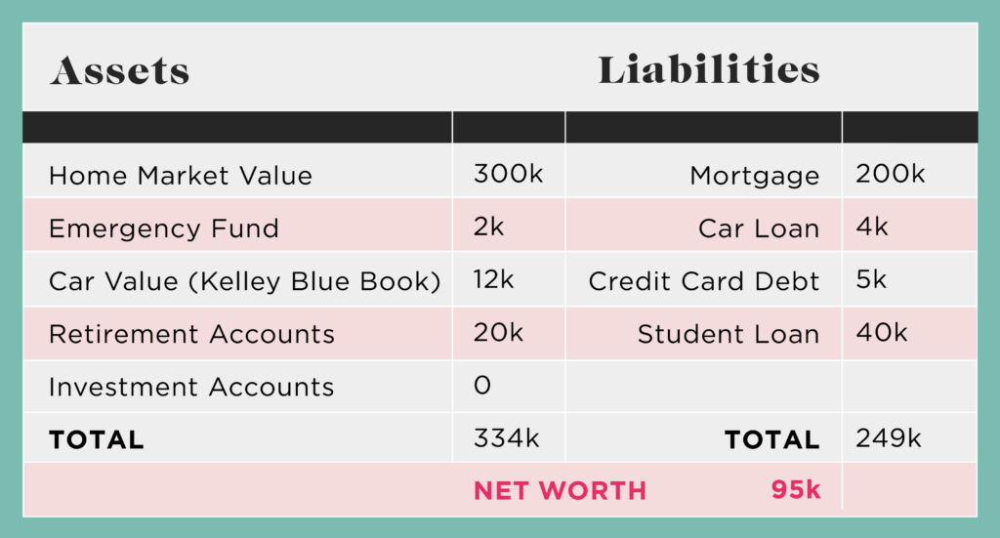 Assets Liabilities
Home Market Value 300k Mortgage 200k
Emergency Fund 2k Car Loan 4k
Car Value (Kelley Blue Book) 12k Credit Card Debt 5k
Retirement Accounts 20k Student Loan 40k
Investment Accounts 0
TOTAL 334k TOTAL 249k
NET WORTH 95k